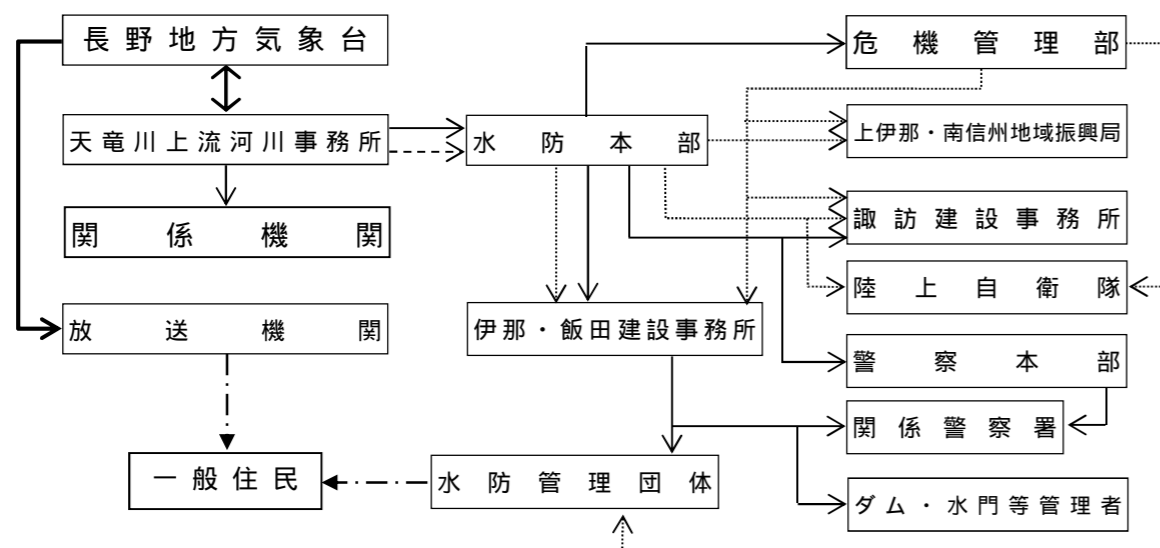 長野地方気象台
危機管理部
天竜川上流河川事務所
水防本部
上伊那・南信州地域振興局
関係機関
諏訪建設事務所
陸上自衛隊
放送機関
伊那・飯田建設事務所
警察本部
関係警察署
一般住民
水防管理団体
ダム・水門等管理者